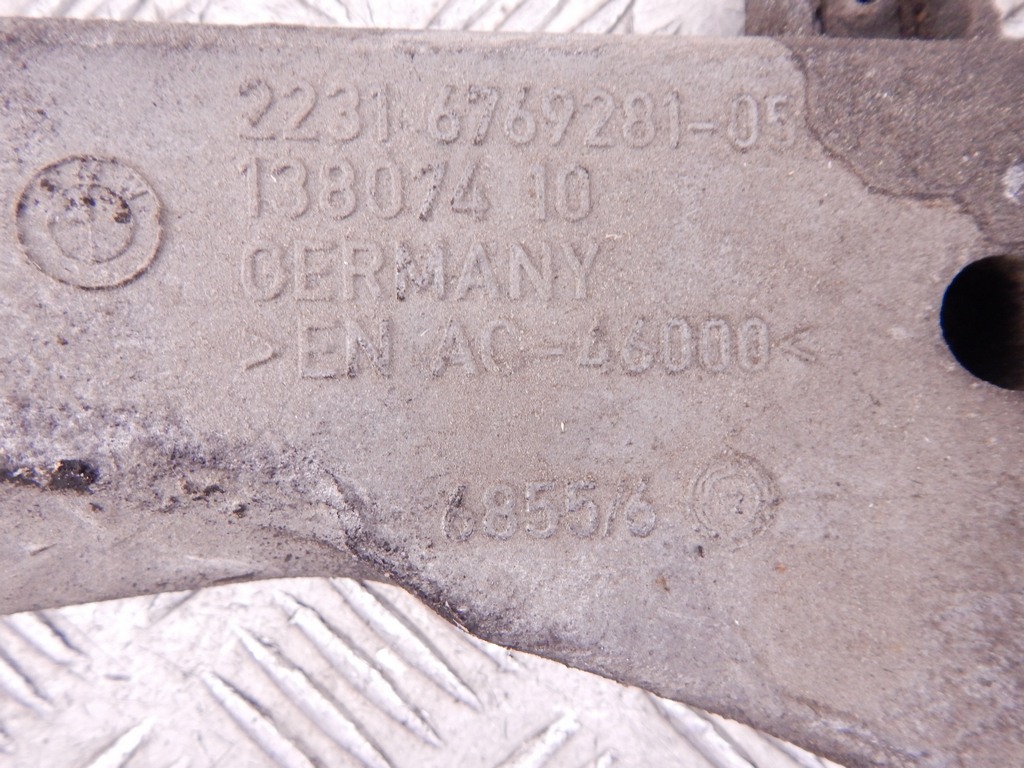 2231 6769281-05
138074 10
GERMANY
>EN AC-46000<
6855/6